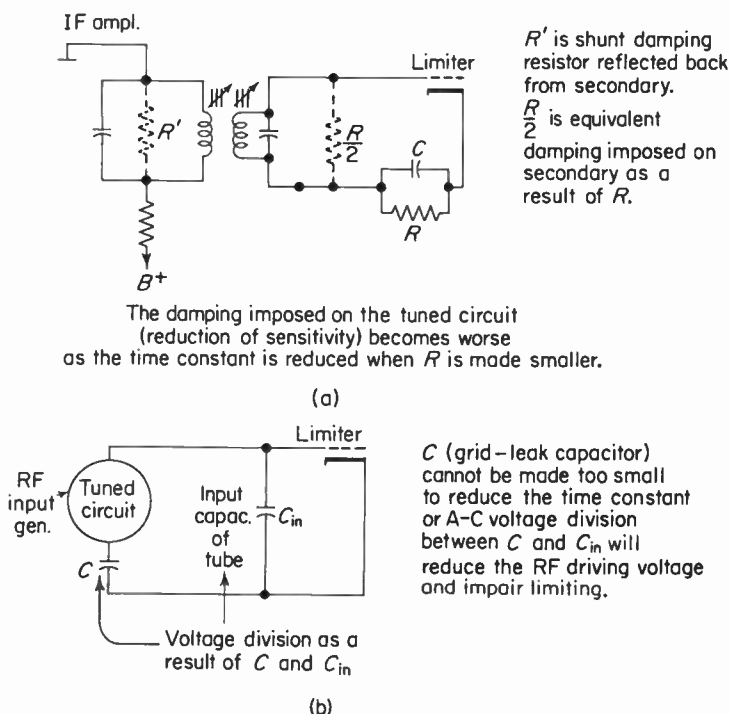 IF ampl.
R'
B+
Limiter
R/2
C
R
R' is shunt damping
resistor reflected back
from secondary.
R/2 is equivalent
damping imposed on
secondary as a
result of R.
The damping imposed on the tuned circuit
(reduction of sensitivity) becomes worse
as the time constant is reduced when R is made smaller.
(a)
Limiter
RF
input
gen.
Tuned
circuit
Input
capac.
of
tube
Cin
C
C (grid-leak capacitor)
cannot be made too small
to reduce the time constant
or A-C voltage division
between C and Cin will
reduce the RF driving voltage
and impair limiting.
Voltage division as a
result of C and Cin
(b)